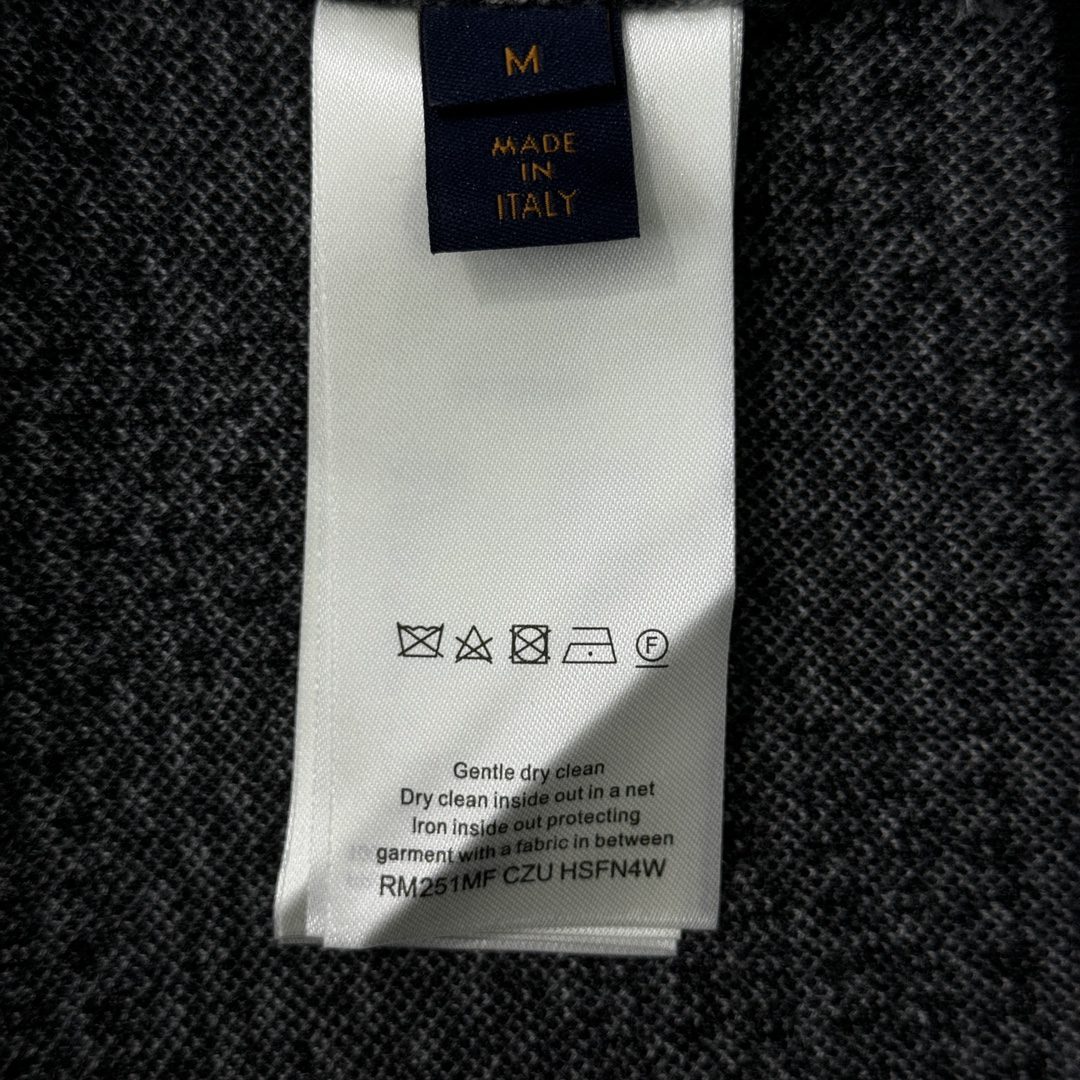 M
MADE
IN
ITALY
F
Gentle dry clean
Dry clean inside out in a net
Iron inside out protecting
garment with a fabric in between
RM251MF CZU HSFN4W